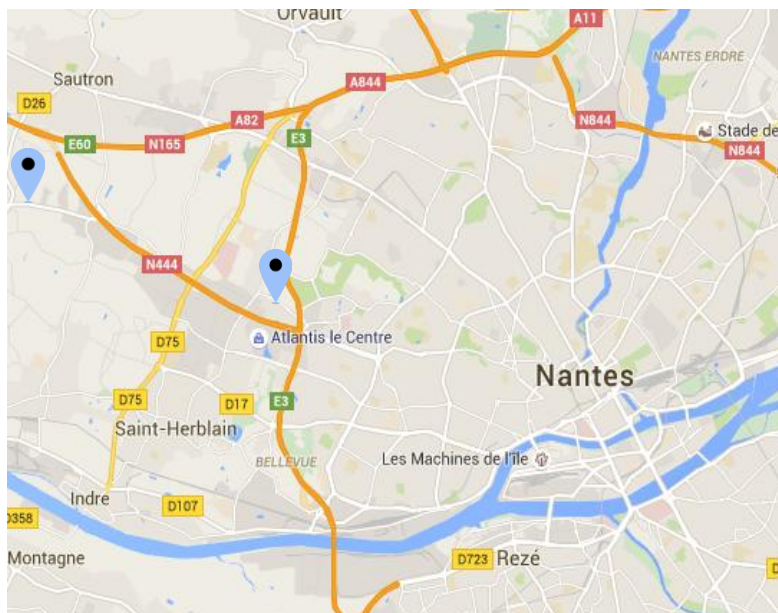 Orvault
A11
NANTES ERDRE
Sautron
A844
D26
A82
N844
Stade de
E60
N165
E3
N844
N444
D75
Atlantis le Centre
Nantes
D75
D17
E3
Saint-Herblain
BELLEVUE
Les Machines de l'île
Indre
D107
D358
Montagne
D723
Rezé